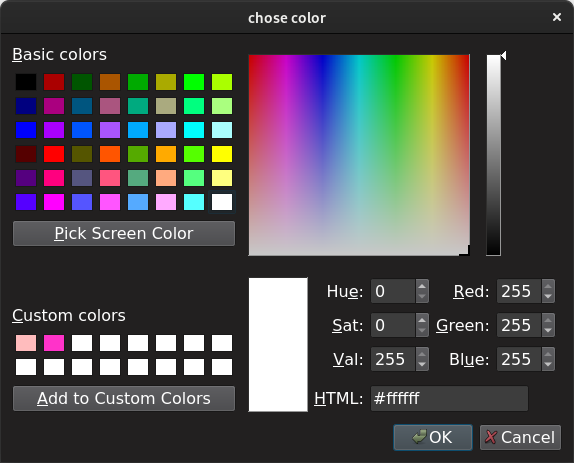 chose color
Basic colors
Pick Screen Color
Custom colors
Add to Custom Colors
Hue: 0 Red: 255
Sat: 0 Green: 255
Val: 255 Blue: 255
HTML: #ffffff
OK Cancel